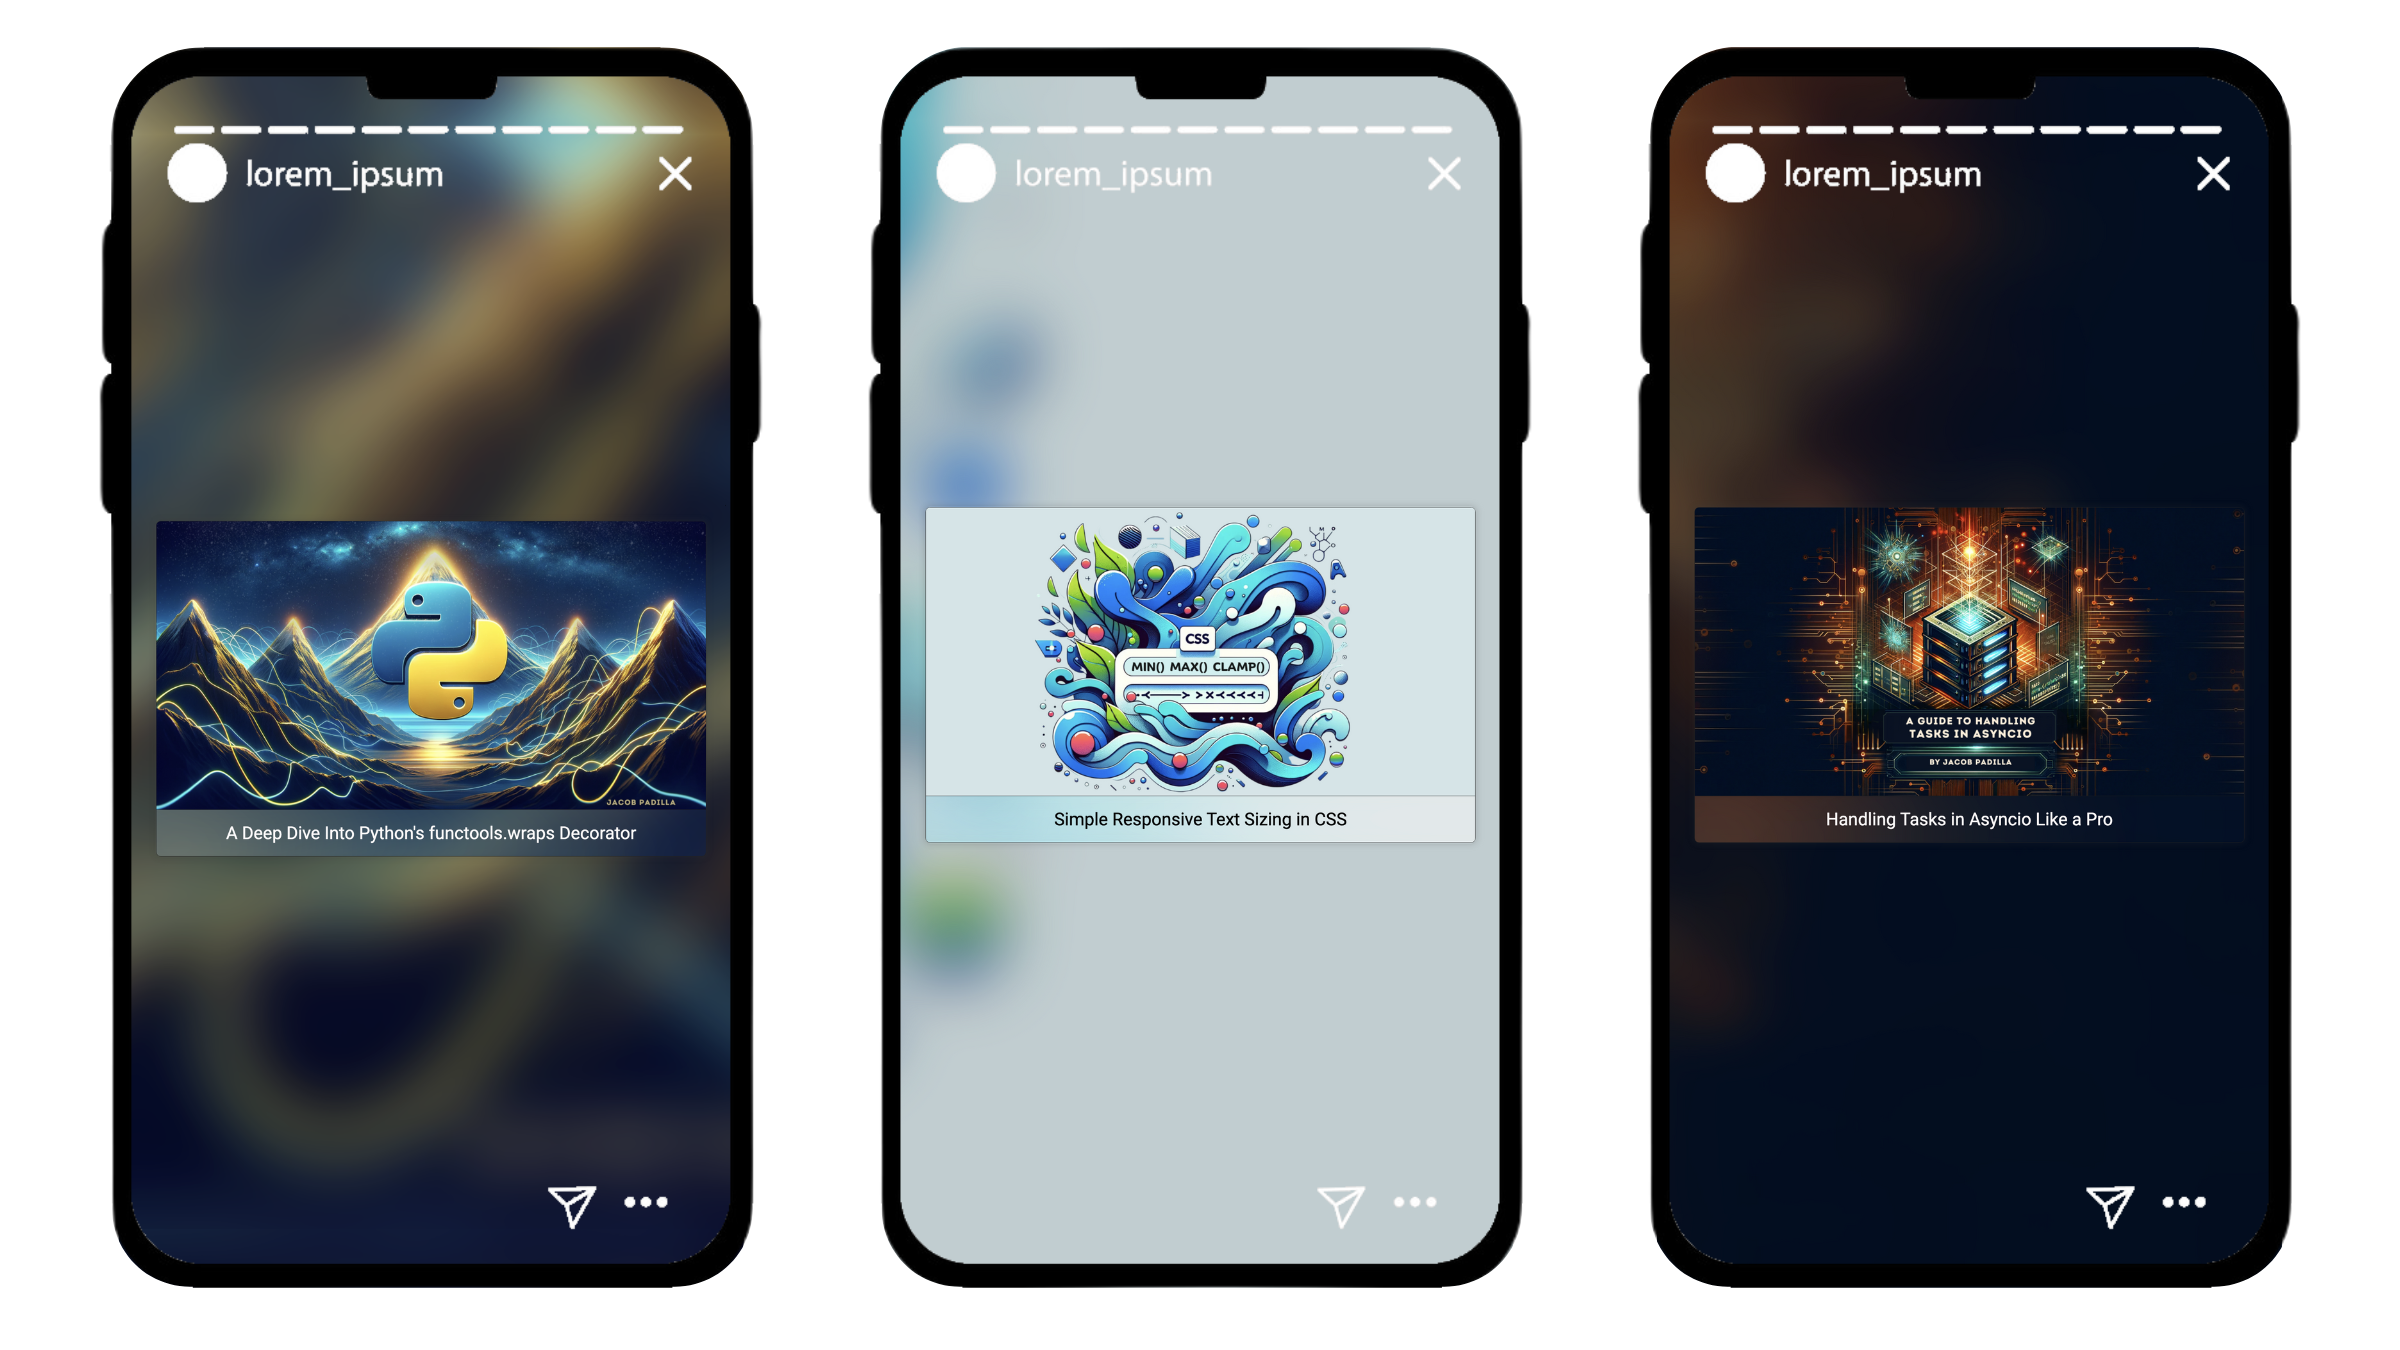 lorem_ipsum
JACOB PADILLA
A Deep Dive Into Python's functools.wraps Decorator
lorem_ipsum
CSS
MIN() MAX() CLAMP()
Simple Responsive Text Sizing in CSS
lorem_ipsum
A GUIDE TO HANDLING
TASKS IN ASYNCIO
BY JACOB PADILLA
Handling Tasks in Asyncio Like a Pro